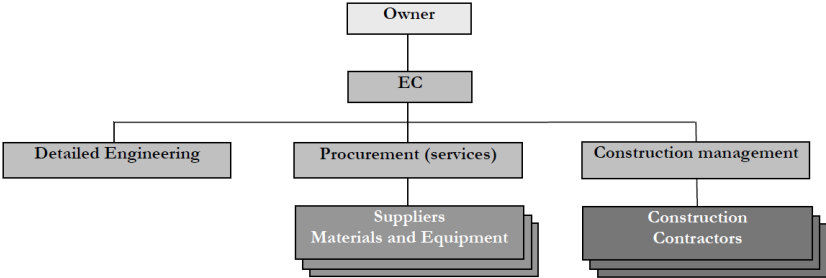 Owner
EC
Detailed Engineering
Procurement (services)
Construction management
Suppliers
Materials and Equipment
Construction
Contractors